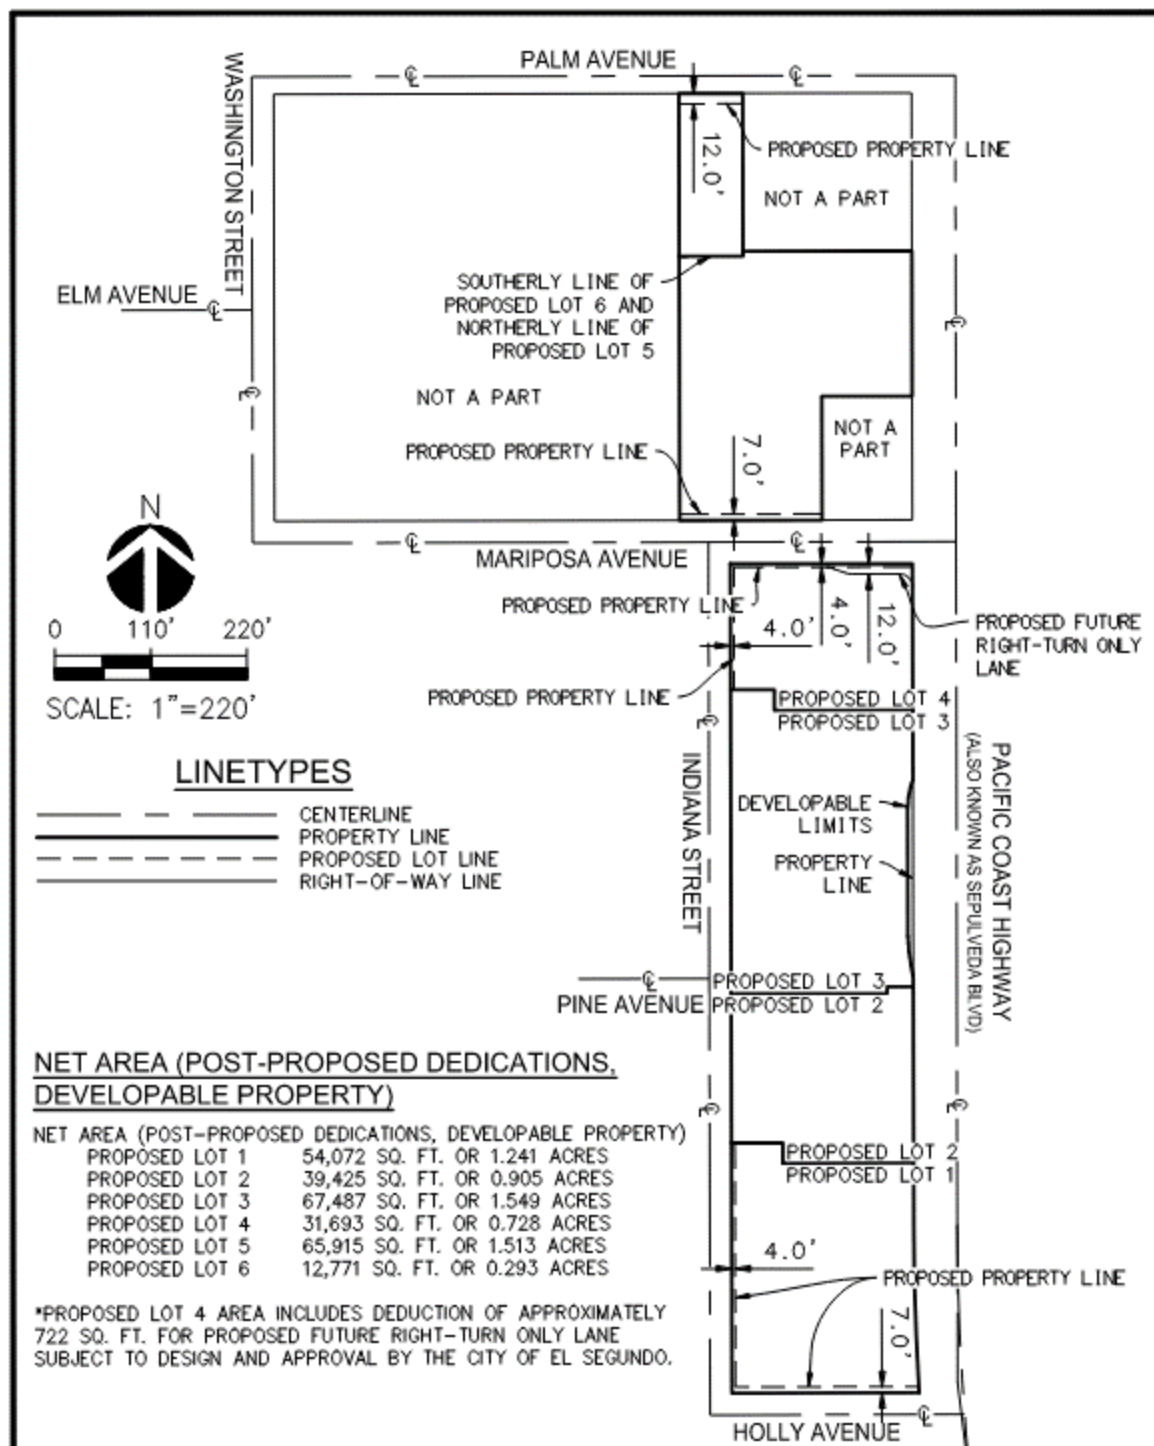 PALM AVENUE
WASHINGTON STREET
12.0'
PROPOSED PROPERTY LINE
NOT A PART
SOUTHERLY LINE OF
PROPOSED LOT 6 AND
NORTHERLY LINE OF
PROPOSED LOT 5
ELM AVENUE
NOT A PART
NOT A
PART
PROPOSED PROPERTY LINE
7.0'
N
MARIPOSA AVENUE
PROPOSED PROPERTY LINE
4.0'
4.0'
12.0'
PROPOSED FUTURE
RIGHT-TURN ONLY
LANE
0 110' 220'
SCALE: 1"=220'
PROPOSED PROPERTY LINE
PROPOSED LOT 4
PROPOSED LOT 3
INDIANA STREET
PACIFIC COAST HIGHWAY
(ALSO KNOWN AS SEPULVEDA BLVD)
DEVELOPABLE
LIMITS
PROPERTY
LINE
LINETYPES
CENTERLINE
PROPERTY LINE
PROPOSED LOT LINE
RIGHT-OF-WAY LINE
PROPOSED LOT 3
PINE AVENUE PROPOSED LOT 2
NET AREA (POST-PROPOSED DEDICATIONS,
DEVELOPABLE PROPERTY)
NET AREA (POST-PROPOSED DEDICATIONS, DEVELOPABLE PROPERTY)
PROPOSED LOT 1 54,072 SQ. FT. OR 1.241 ACRES
PROPOSED LOT 2 39,425 SQ. FT. OR 0.905 ACRES
PROPOSED LOT 3 67,487 SQ. FT. OR 1.549 ACRES
PROPOSED LOT 4 31,693 SQ. FT. OR 0.728 ACRES
PROPOSED LOT 5 65,915 SQ. FT. OR 1.513 ACRES
PROPOSED LOT 6 12,771 SQ. FT. OR 0.293 ACRES
*PROPOSED LOT 4 AREA INCLUDES DEDUCTION OF APPROXIMATELY
722 SQ. FT. FOR PROPOSED FUTURE RIGHT-TURN ONLY LANE
SUBJECT TO DESIGN AND APPROVAL BY THE CITY OF EL SEGUNDO.
PROPOSED LOT 2
PROPOSED LOT 1
4.0'
PROPOSED PROPERTY LINE
7.0'
HOLLY AVENUE